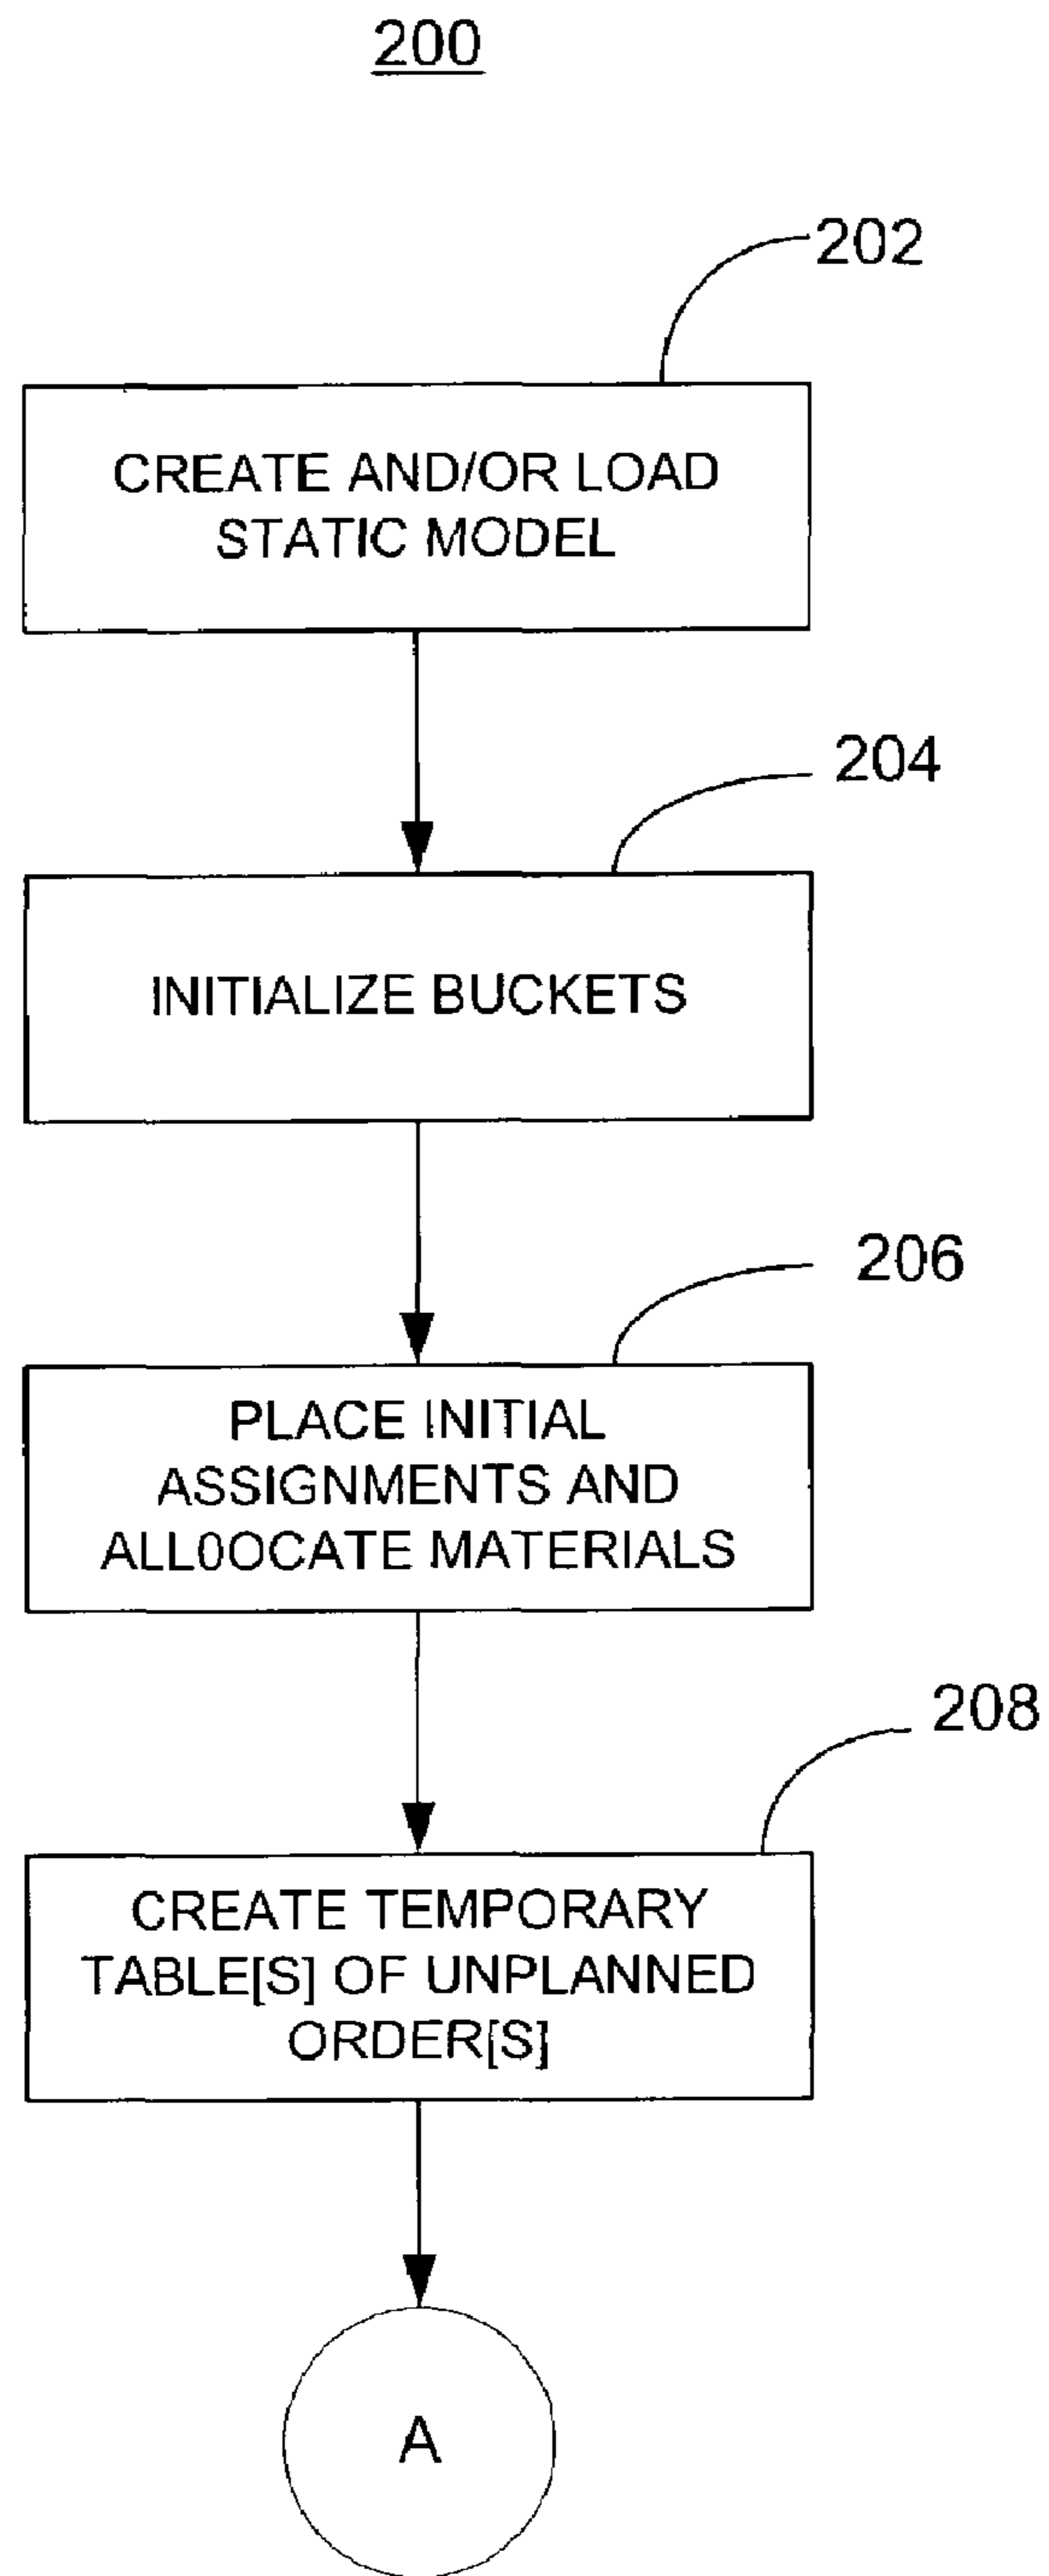 200
202
CREATE AND/OR LOAD
STATIC MODEL
204
INITIALIZE BUCKETS
206
PLACE INITIAL
ASSIGNMENTS AND
ALL0OCATE MATERIALS
208
CREATE TEMPORARY
TABLE[S] OF UNPLANNED
ORDER[S]
A